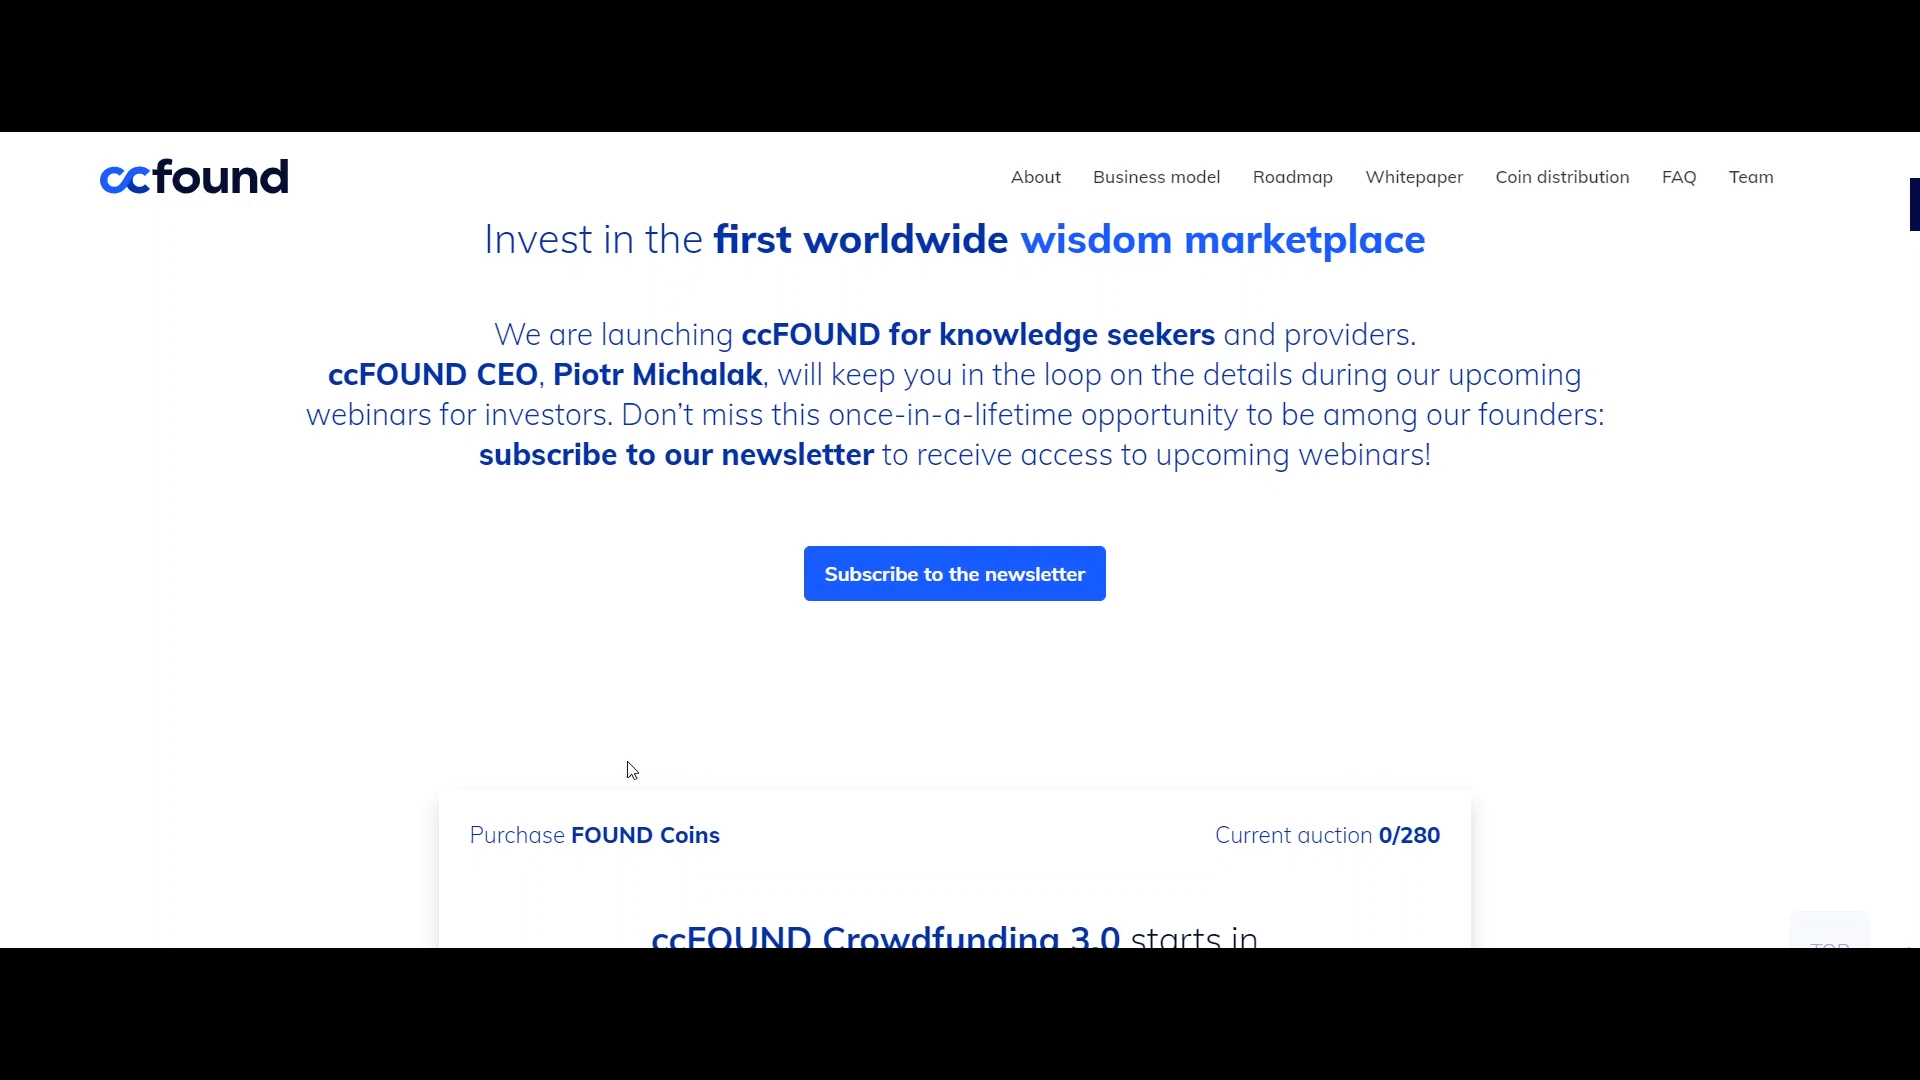 ccfound
About Business model Roadmap Whitepaper Coin distribution FAQ Team
Invest in the first worldwide wisdom marketplace
We are launching ccFOUND for knowledge seekers and providers.
ccFOUND CEO, Piotr Michalak, will keep you in the loop on the details during our upcoming
webinars for investors. Don’t miss this once-in-a-lifetime opportunity to be among our founders:
subscribe to our newsletter to receive access to upcoming webinars!
Subscribe to the newsletter
Purchase FOUND Coins
Current auction 0/280
ccFOUND Crowdfunding 3.0 starts in
TOP